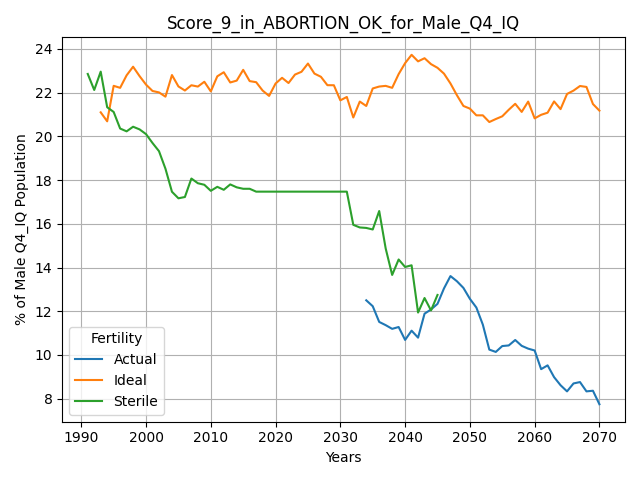 Score_9_in_ABORTION_OK_for_Male_Q4_IQ
% of Male Q4_IQ Population
24
22
20
18
16
14
12
10
8
Fertility
Actual
Ideal
Sterile
1990 2000 2010 2020 2030 2040 2050 2060 2070
Years